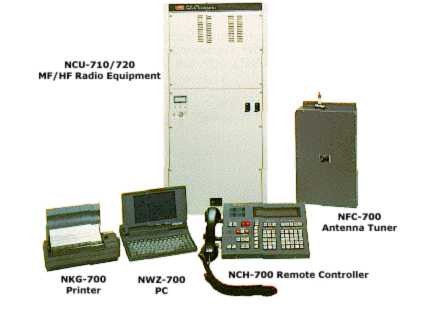 NCU-710/720
MF/HF Radio Equipment
NFC-700
Antenna Tuner
NKG-700
Printer
NWZ-700
PC
NCH-700 Remote Controller